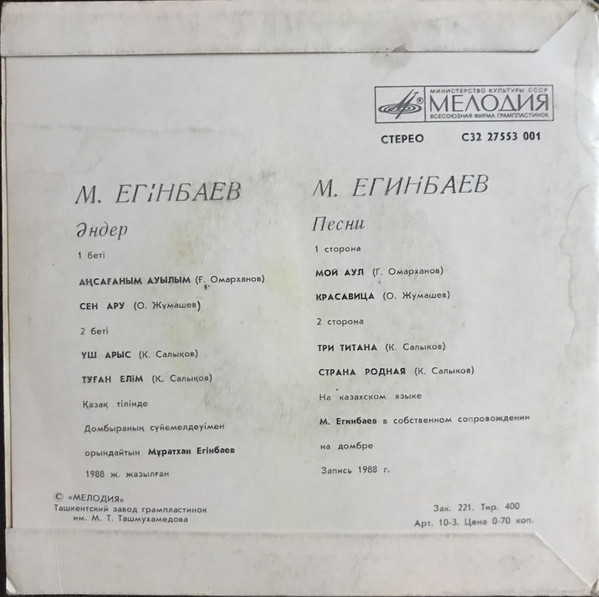 МИНИСТЕРСТВО КУЛЬТУРЫ СССР
МЕЛОДИЯ
ВСЕСОЮЗНАЯ ФИРМА ГРАМПЛАСТИНОК
СТЕРЕО С32 27553 001
М. ЕГІНБАЕВ
Әндер
1 беті
АҢСАҒАНЫМ АУЫЛЫМ (Ғ. Омарханов)
СЕН АРУ (О. Жұмашев)
2 беті
ҮШ АРЫС (К. Салықов)
ТУҒАН ЕЛІМ (К. Салықов)
Қазақ тілінде
Домбыраның сүйемелдеуімен
орындайтын Мұратхан Егінбаев
1988 ж. жазылған
М. ЕГИНБАЕВ
Песни
1 сторона
МОЙ АУЛ (Г. Омарханов)
КРАСАВИЦА (О. Жумашев)
2 сторона
ТРИ ТИТАНА (К. Салыков)
СТРАНА РОДНАЯ (К. Салыков)
На казахском языке
М. Егинбаев в собственном сопровождении
на домбре
Запись 1988 г.
© «МЕЛОДИЯ»
Ташкентский завод грампластинок
им. М. Т. Ташмухамедова
Зак. 221. Тир. 400
Арт. 10-3. Цена 0-70 коп.